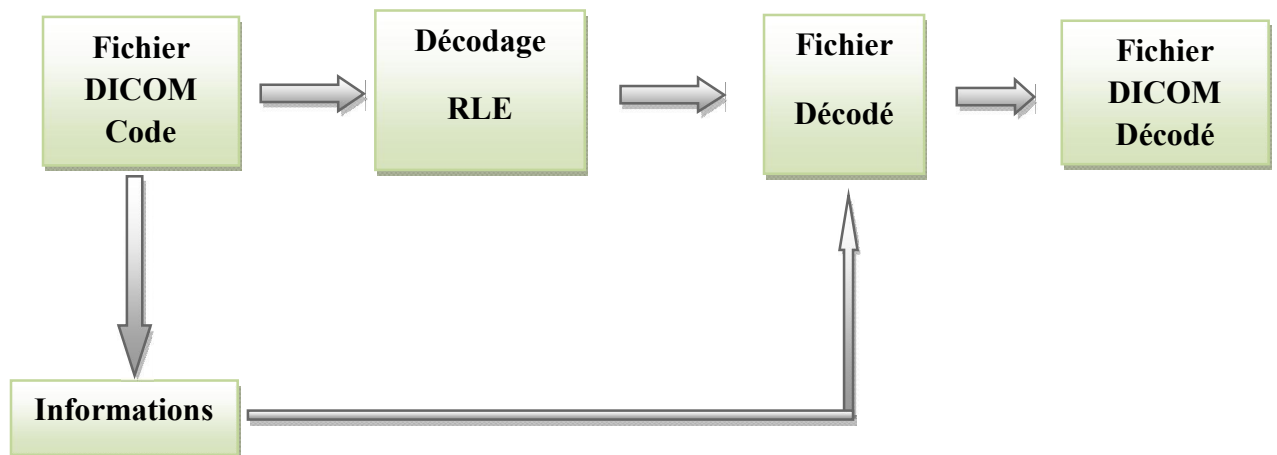 Fichier
DICOM
Code
Décodage
RLE
Fichier
Décodé
Fichier
DICOM
Décodé
Informations